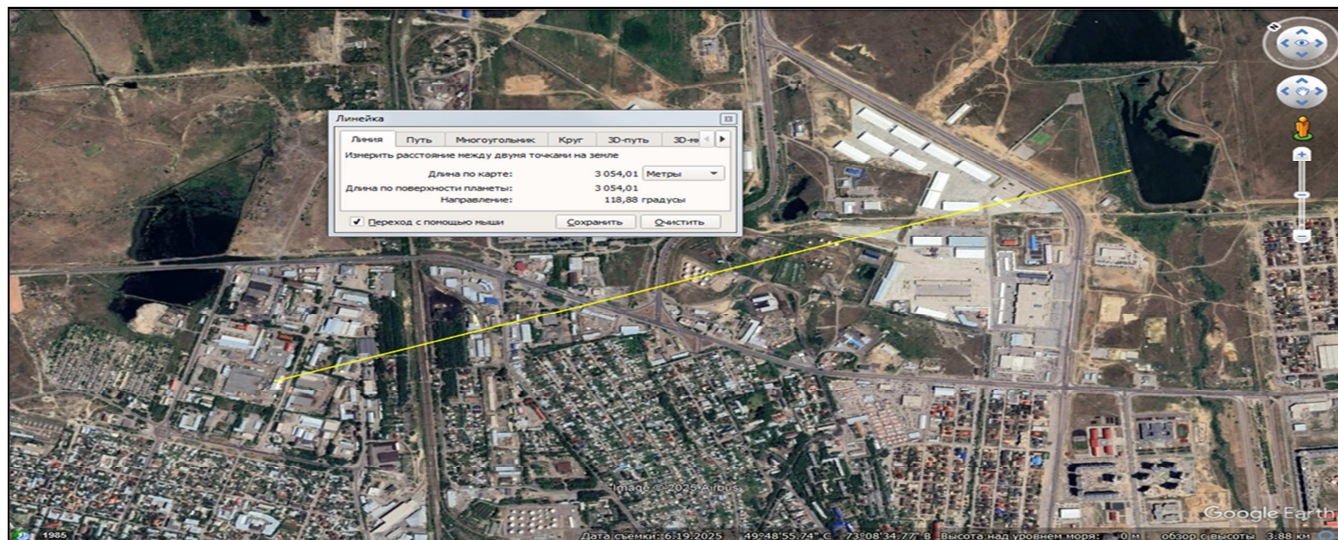 Линейка
Линия Путь Многоугольник Круг 3D-путь
Измерить расстояние между двумя точками на земле
Длина по карте: 3 054,01 Метры
Длина по поверхности планеты: 3 054,01
Направление: 118,88 градусы
Переход с помощью мыши Сохранить Очистить
Image © 2025 Airbus
Google Earth
1985 Дата съемки: 6.19.2025 49°48'55.74" С 73°08'34.77" В Высота над уровнем моря: 0 м обзор с высоты 3.88 км